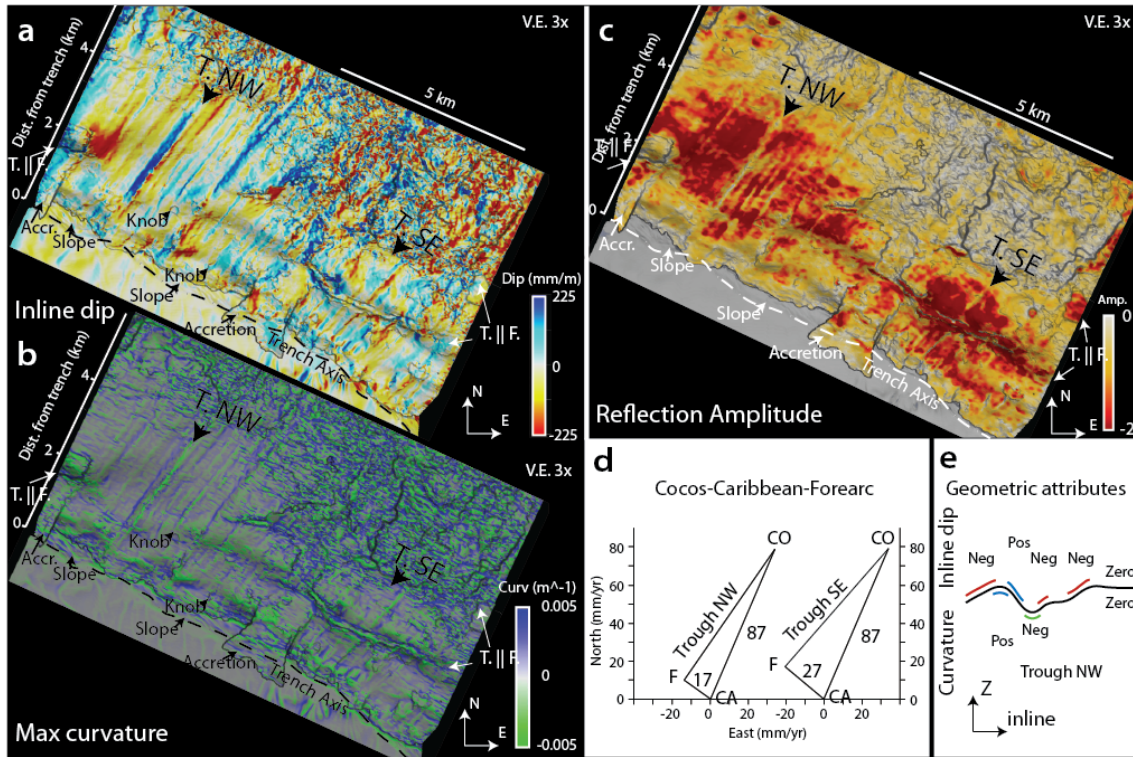 a
V.E. 3x
Dist. from trench (km)
4
2
0
T. || F.
T. NW
5 km
Knob
T. SE
Accr.
Slope
Knob
Slope
Accretion
Trench Axis
T. || F.
Inline dip
Dip (mm/m)
225
0
-225
N
E
b
V.E. 3x
Dist. from trench (km)
4
2
0
T. || F.
T. NW
Knob
T. SE
Accr.
Slope
Knob
Slope
Accretion
Trench Axis
T. || F.
Max curvature
Curv (m^-1)
0.005
-0.005
N
E
c
V.E. 3x
Dist. from trench (km)
4
2
0
T. || F.
T. NW
5 km
T. SE
Accr.
Slope
Slope
Accretion
Trench Axis
T. || F.
Reflection Amplitude
Amp.
0
-2
N
E
d
Cocos-Caribbean-Forearc
North (mm/yr)
80
60
40
20
0
CO
Trough NW
87
F
17
CA
CO
Trough SE
87
F
27
CA
80
60
40
20
0
-20
0
20
-20
0
20
East (mm/yr)
e
Geometric attributes
Inline dip
Curvature
Pos
Neg
Neg
Neg
Zero
Zero
Pos
Neg
Trough NW
Z
inline